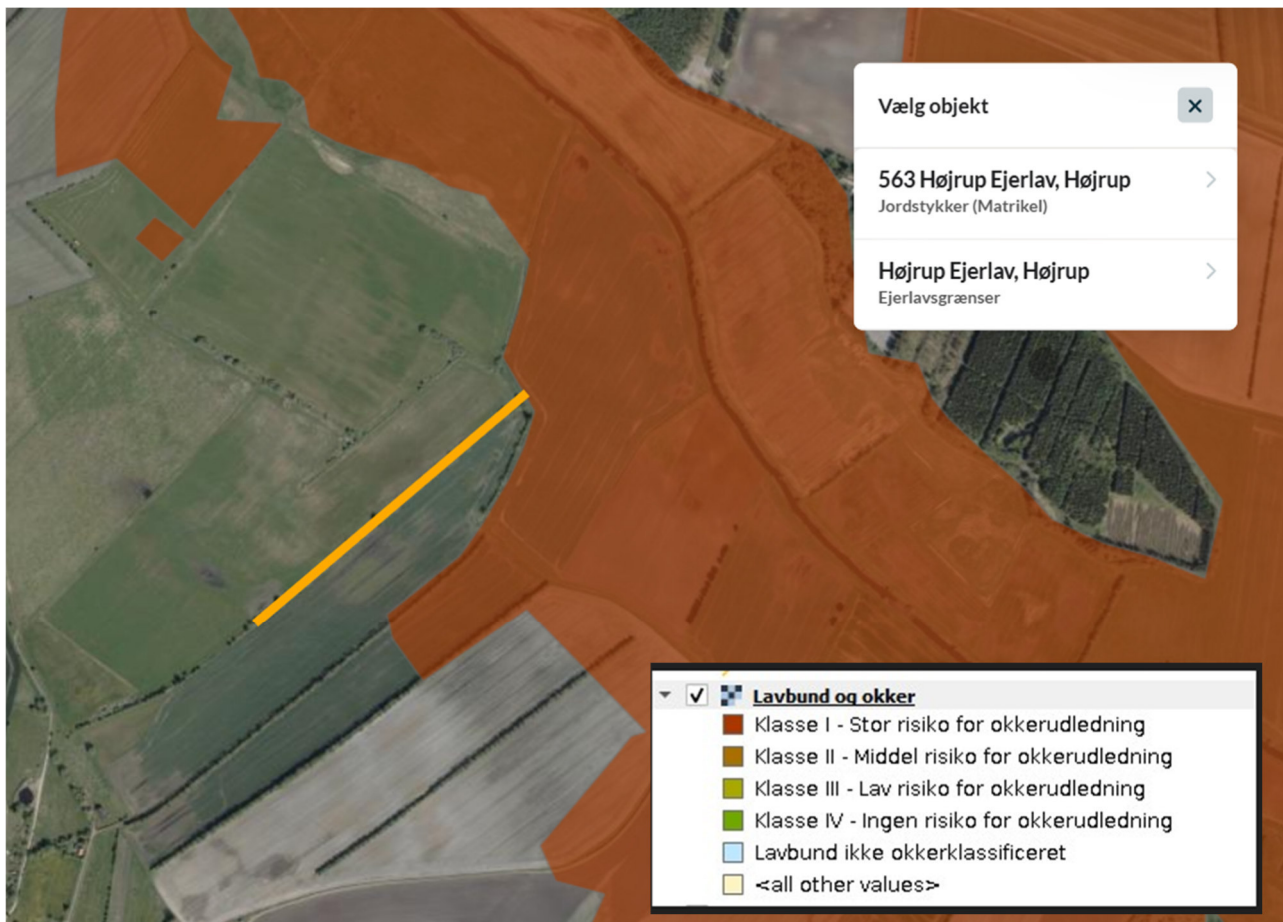 Vælg objekt
563 Højrup Ejerlav, Højrup
Jordstykker (Matrikel)
Højrup Ejerlav, Højrup
Ejerlavsgrænser
Lavbund og okker
Klasse I - Stor risiko for okkerudledning
Klasse II - Middel risiko for okkerudledning
Klasse III - Lav risiko for okkerudledning
Klasse IV - Ingen risiko for okkerudledning
Lavbund ikke okkerklassificeret
<all other values>